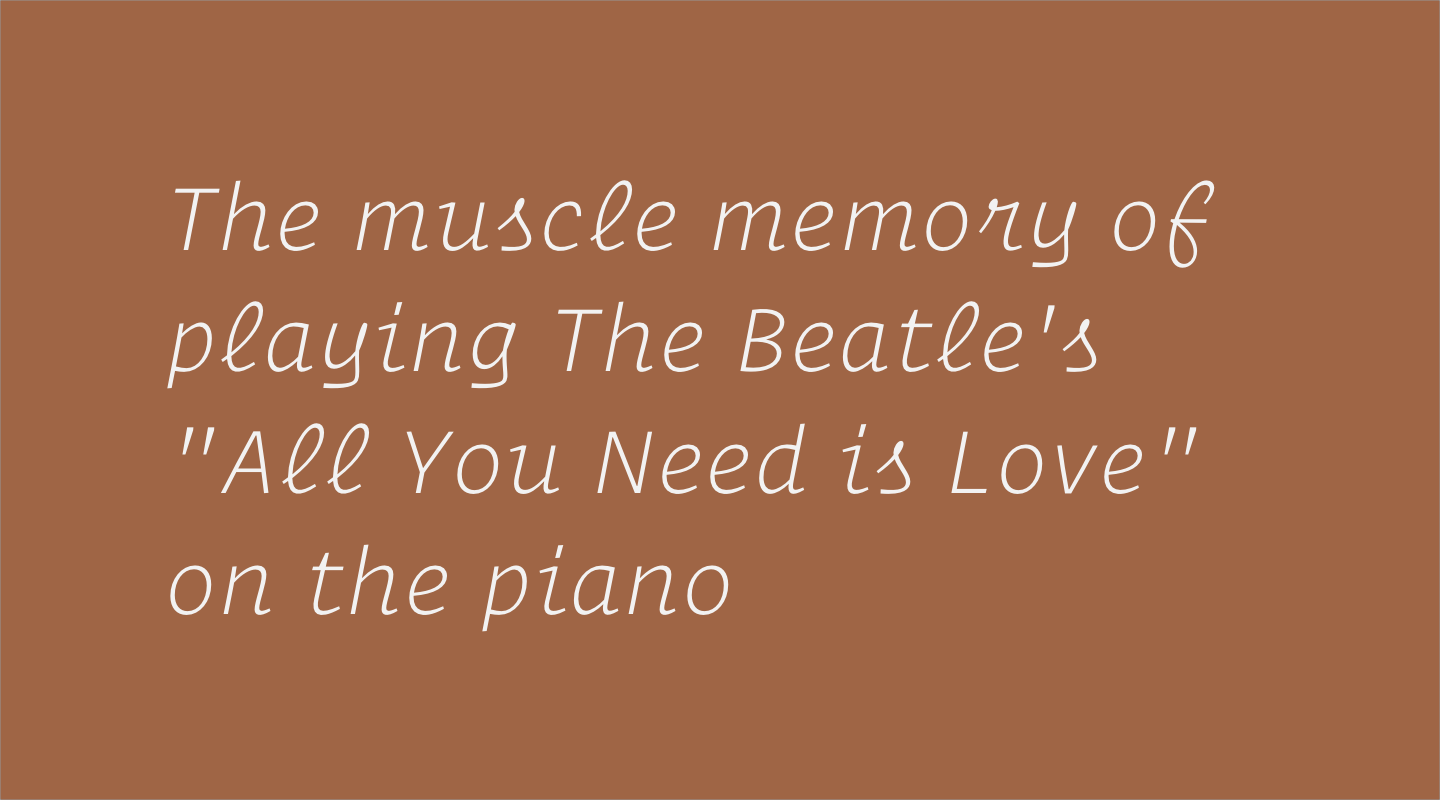 The muscle memory of
playing The Beatle's
"All You Need is Love"
on the piano